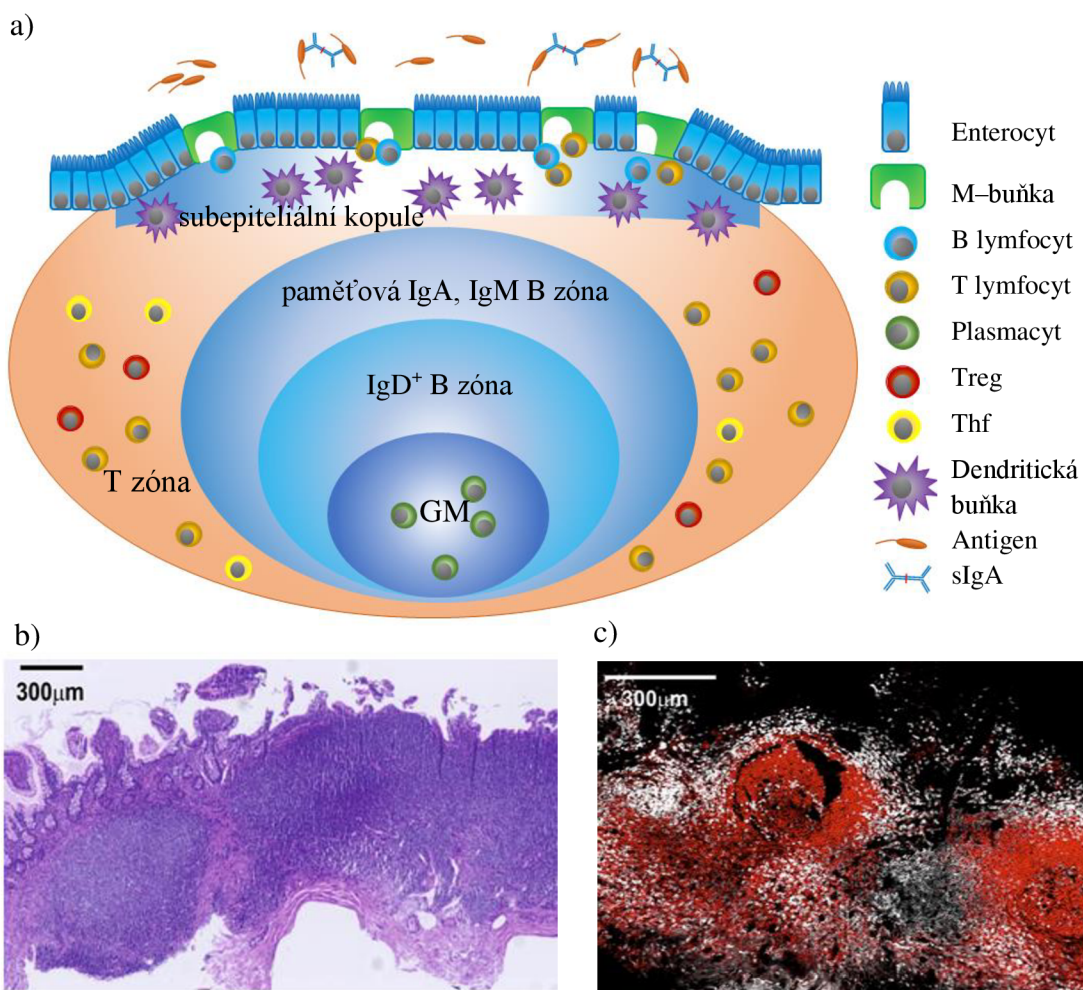 a)
Enterocyt
M–buňka
B lymfocyt
T lymfocyt
Plasmacyt
Treg
Thf
Dendritická
buňka
Antigen
sIgA
subepiteliální kopule
paměťová IgA, IgM B zóna
IgD⁺ B zóna
T zóna
GM
b)
300µm
c)
300µm